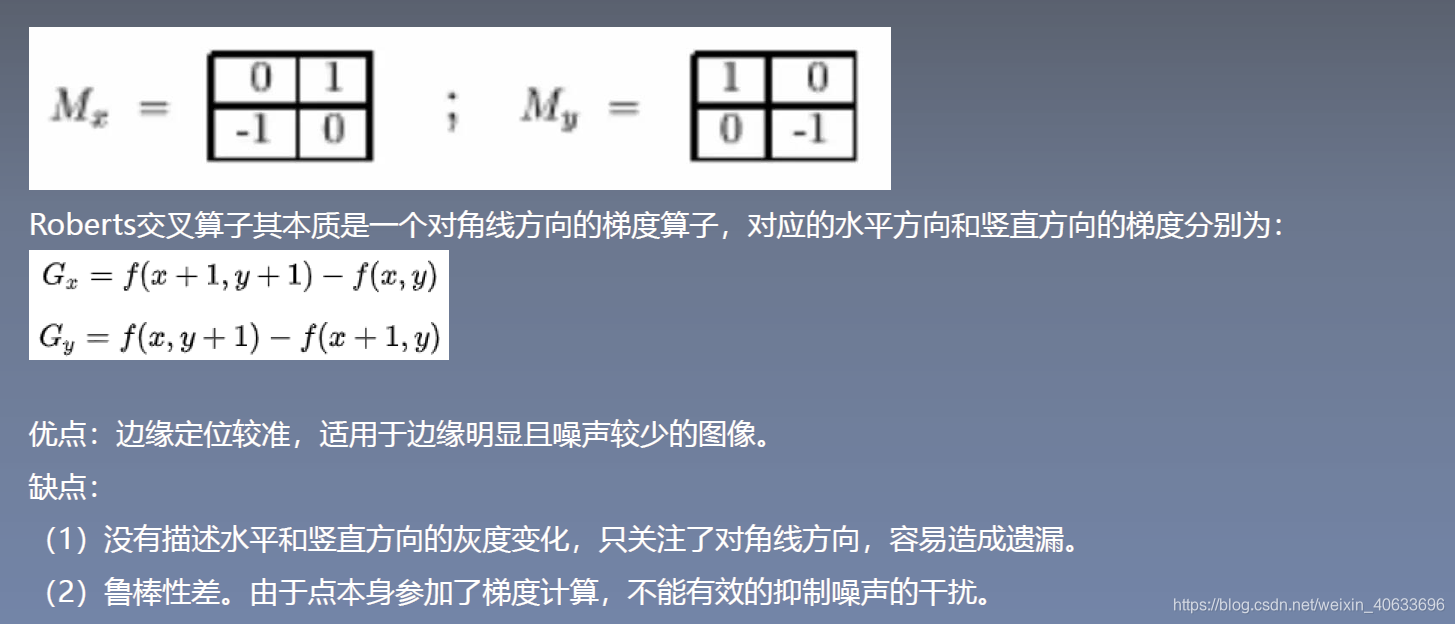 Mx = 0 1 ; My = 1 0
-1 0 0 -1
Roberts交叉算子其本质是一个对角线方向的梯度算子，对应的水平方向和竖直方向的梯度分别为：
Gx = f(x + 1, y + 1) − f(x, y)
Gy = f(x, y + 1) − f(x + 1, y)
优点：边缘定位较准，适用于边缘明显且噪声较少的图像。
缺点：
（1）没有描述水平和竖直方向的灰度变化，只关注了对角线方向，容易造成遗漏。
（2）鲁棒性差。由于点本身参加了梯度计算，不能有效的抑制噪声的干扰。
https://blog.csdn.net/weixin_40633696